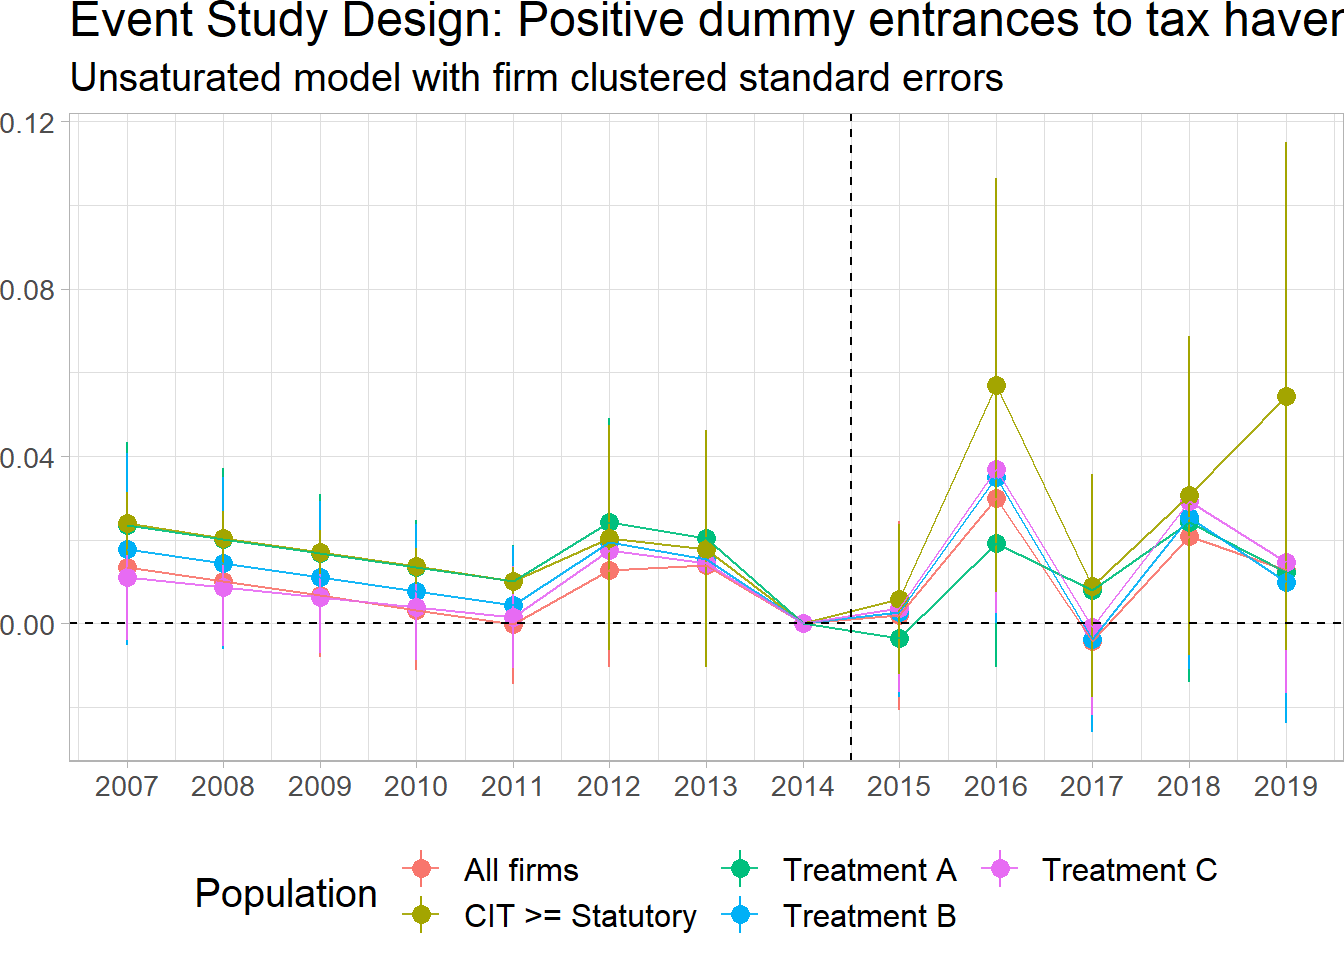 Event Study Design: Positive dummy entrances to tax haven
Unsaturated model with firm clustered standard errors
0.12
0.08
0.04
0.00
2007 2008 2009 2010 2011 2012 2013 2014 2015 2016 2017 2018 2019
Population
All firms
CIT >= Statutory
Treatment A
Treatment B
Treatment C